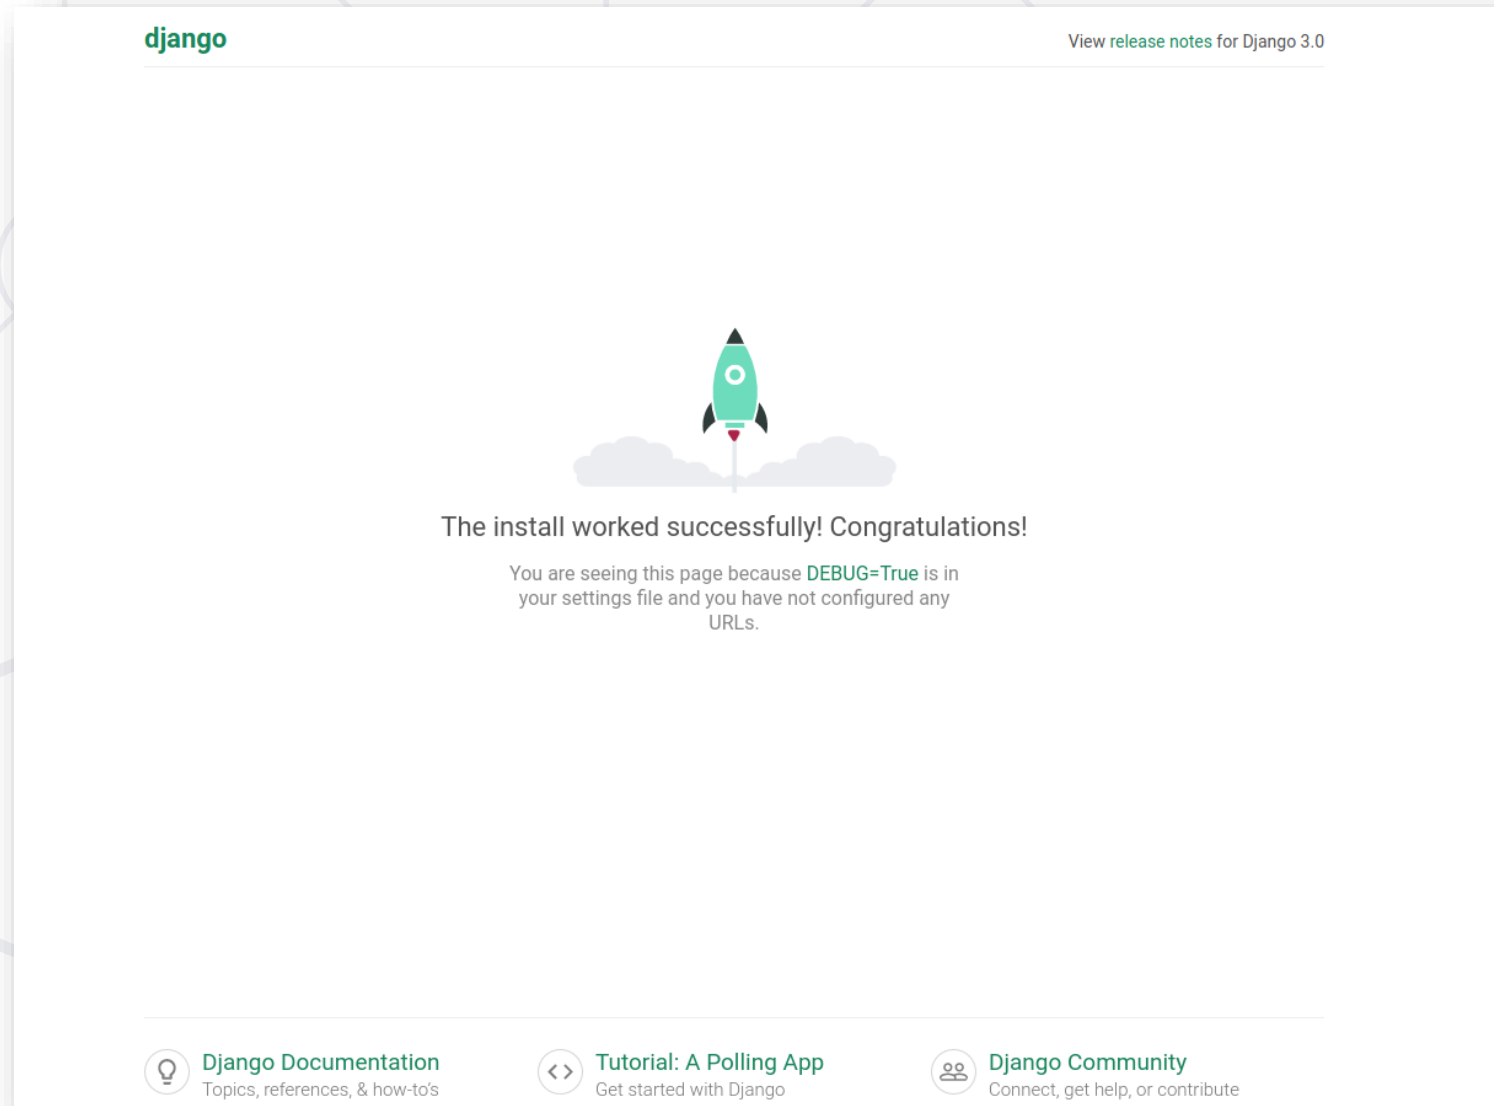 django
View release notes for Django 3.0
The install worked successfully! Congratulations!
You are seeing this page because DEBUG=True is in
your settings file and you have not configured any
URLs.
Django Documentation
Topics, references, & how-to's
Tutorial: A Polling App
Get started with Django
Django Community
Connect, get help, or contribute